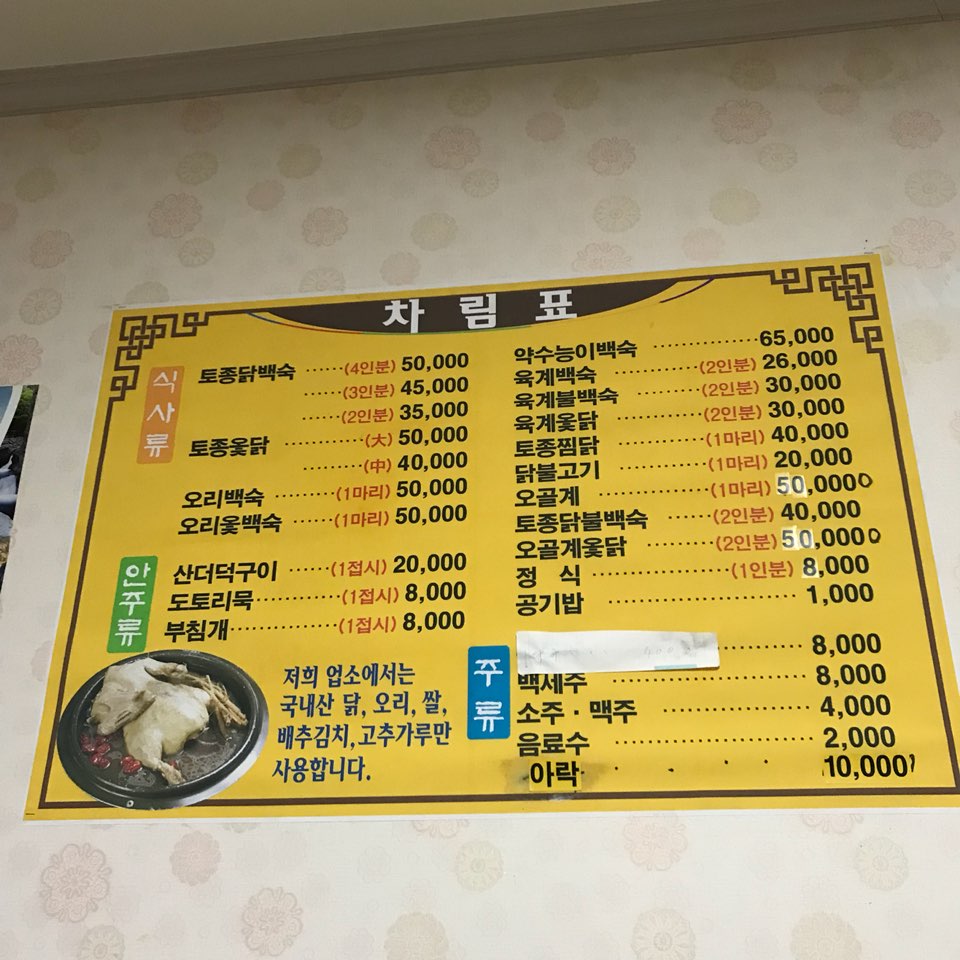 차림표
식사류
토종닭백숙 ······(4인분) 50,000
········(3인분) 45,000
········(2인분) 35,000
토종옻닭 ··········(大) 50,000
········(中) 40,000
오리백숙 ·········(1마리) 50,000
오리옻백숙 ······(1마리) 50,000
안주류
산더덕구이 ······(1접시) 20,000
도토리묵············(1접시) 8,000
부침개···············(1접시) 8,000
저희 업소에서는
국내산 닭, 오리, 쌀,
배추김치, 고추가루만
사용합니다.
약수능이백숙 ·················65,000
육계백숙 ···············(2인분) 26,000
육계불백숙 ·········(2인분) 30,000
육계옻닭 ···············(2인분) 30,000
토종찜닭 ···············(1마리) 40,000
닭불고기 ···············(1마리) 20,000
오골계 ··················(1마리) 50,000
토종닭불백숙 ······(2인분) 40,000
오골계옻닭 ·········(2인분) 50,000
정 식 ·····················(1인분) 8,000
공기밥 ························ 1,000
주류
············ 8,000
백세주 ························ 8,000
소주 · 맥주 ·················· 4,000
음료수 ························ 2,000
아락 · · · · · 10,000